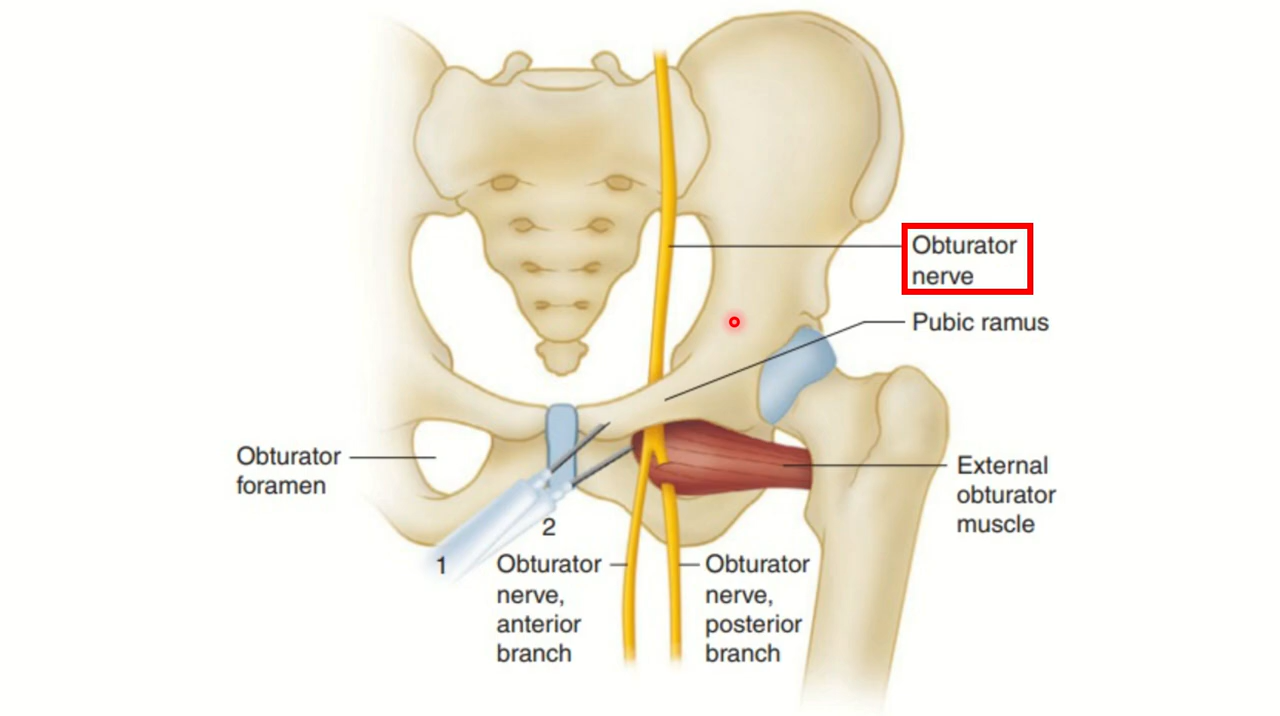 Obturator
nerve
Pubic ramus
Obturator
foramen
External
obturator
muscle
2
1
Obturator
nerve,
anterior
branch
Obturator
nerve,
posterior
branch